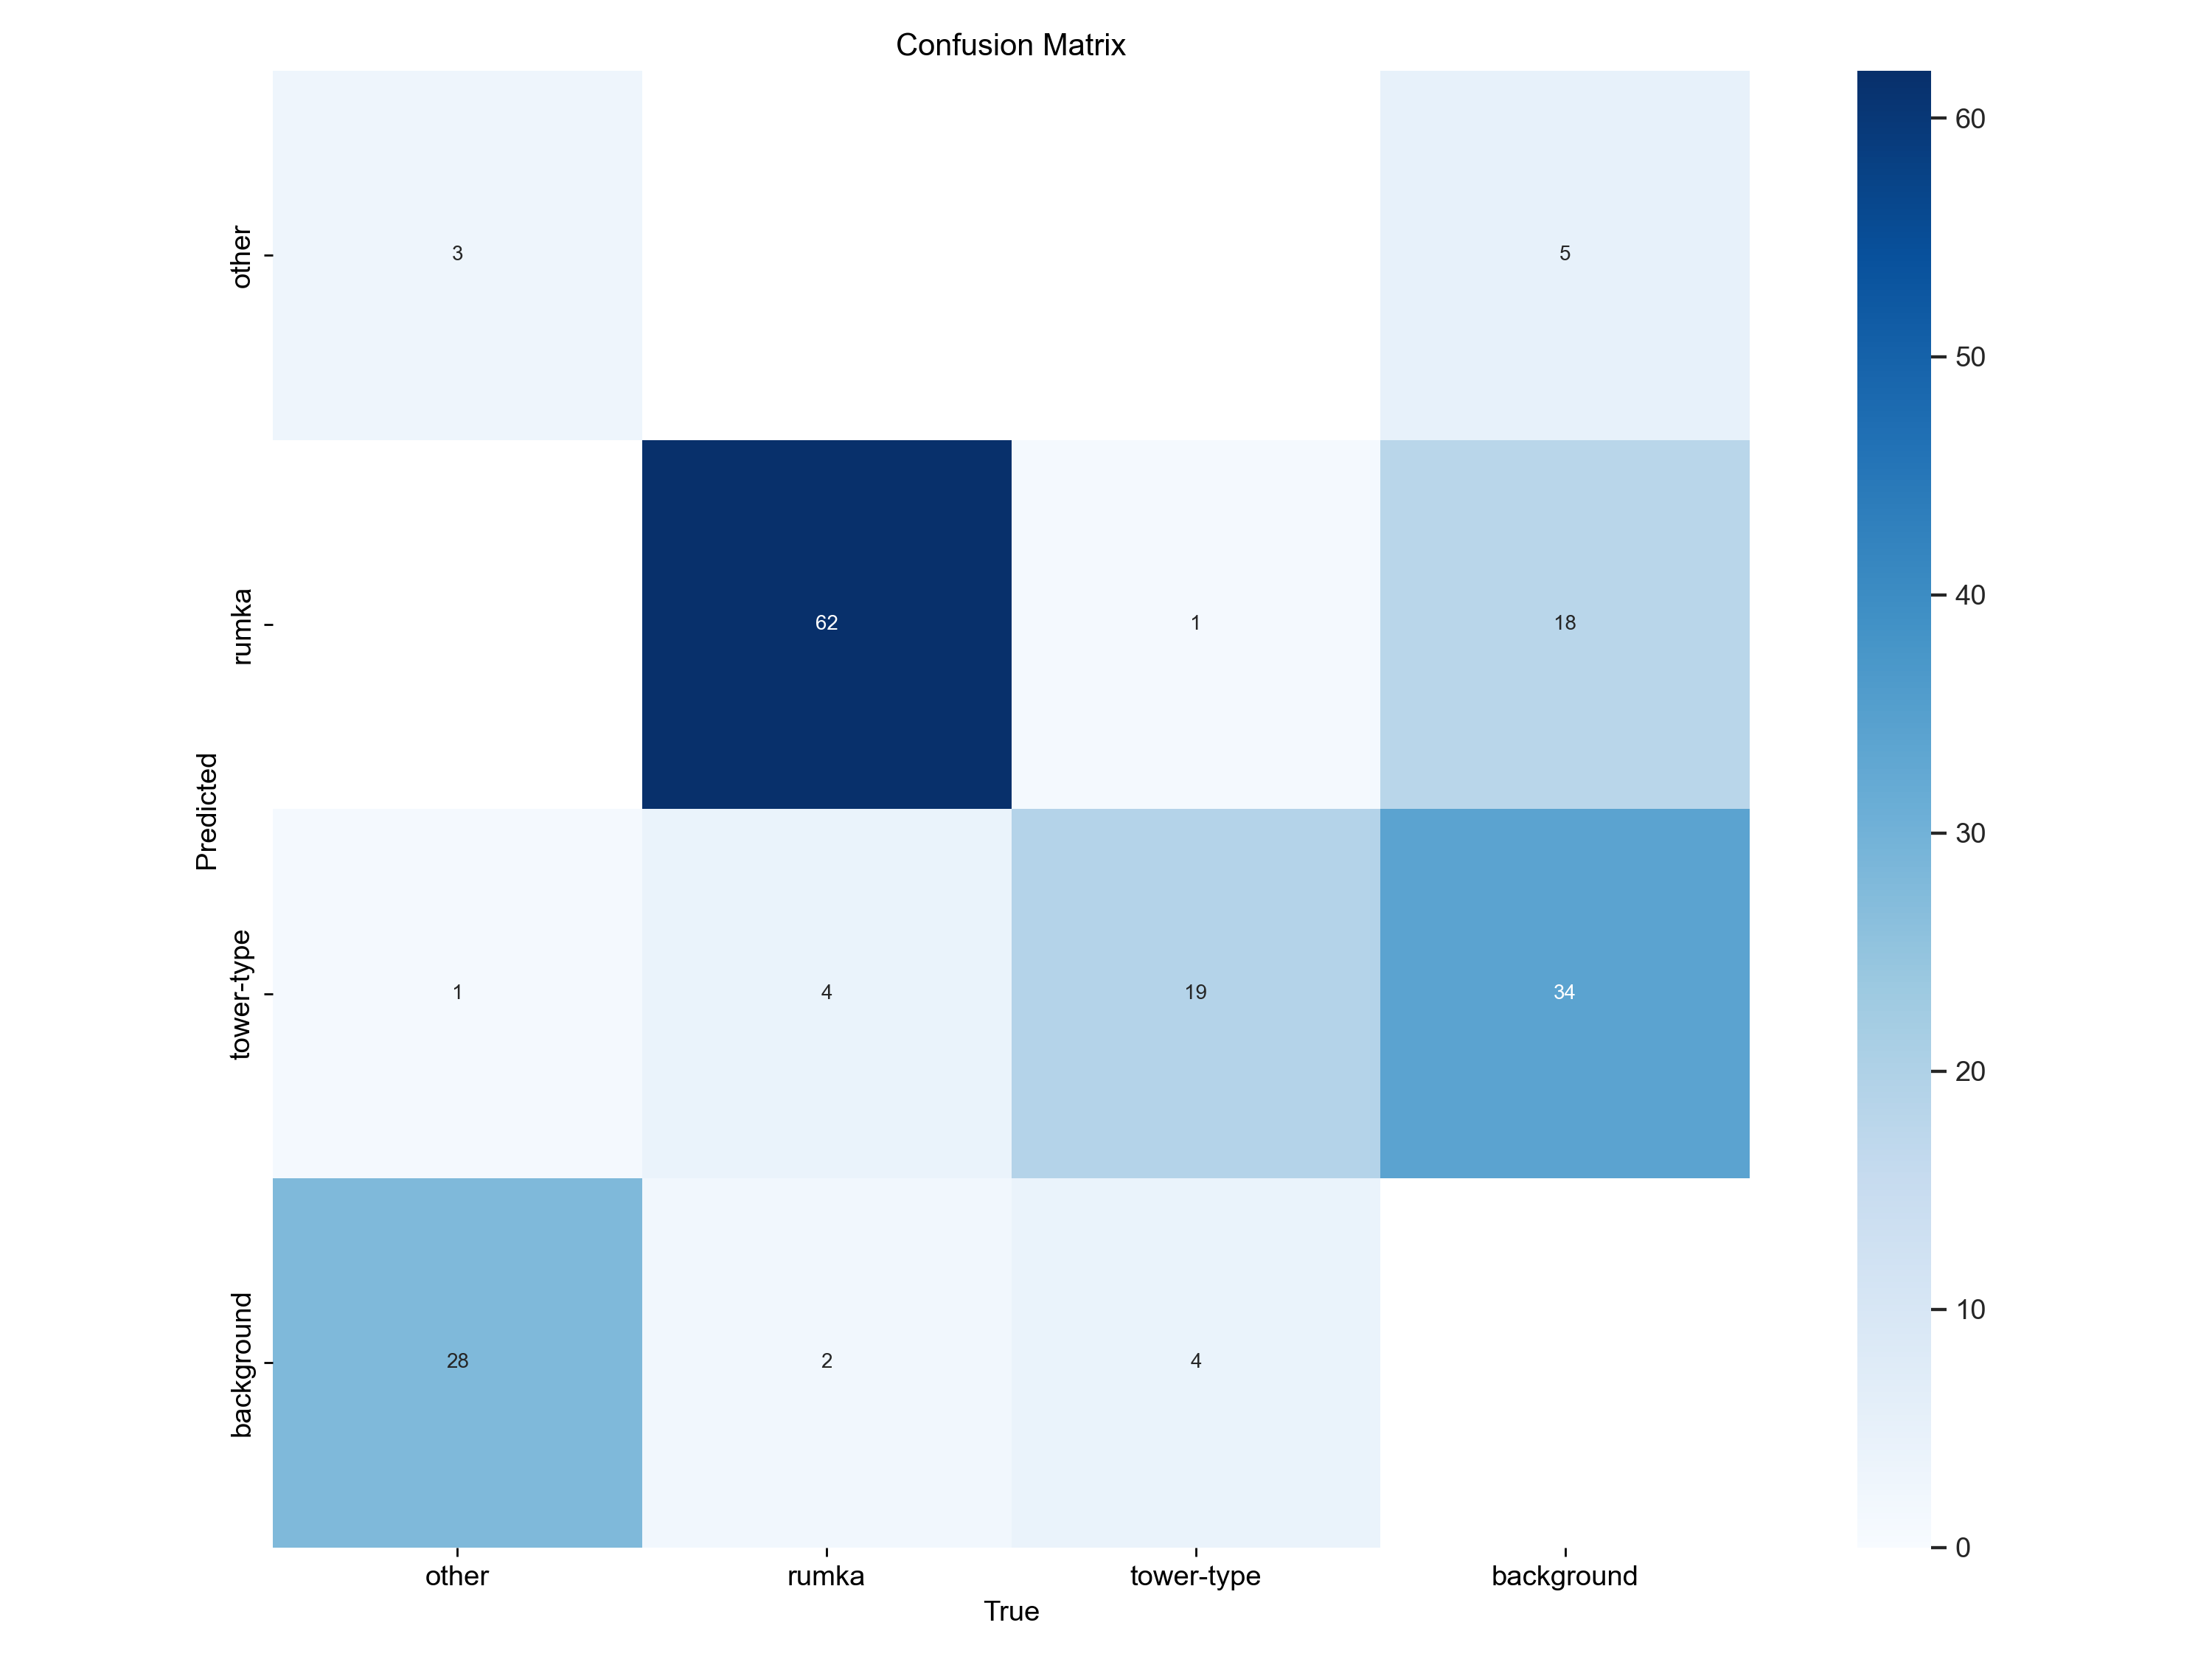 Confusion Matrix
other
3
5
rumka
62
1
18
Predicted
tower-type
1
4
19
34
background
28
2
4
other
rumka
tower-type
background
True
60
50
40
30
20
10
0